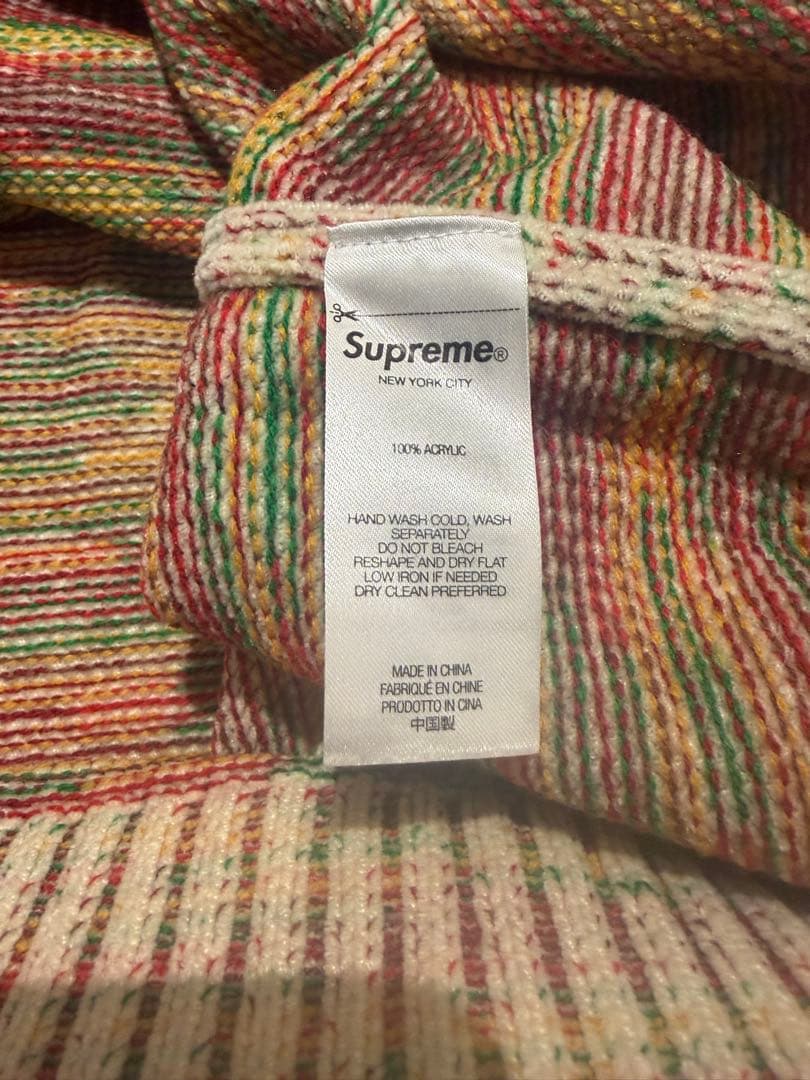 Supreme®
NEW YORK CITY
100% ACRYLIC
HAND WASH COLD, WASH
SEPARATELY
DO NOT BLEACH
RESHAPE AND DRY FLAT
LOW IRON IF NEEDED
DRY CLEAN PREFERRED
MADE IN CHINA
FABRIQUÉ EN CHINE
PRODOTTO IN CINA
中国製